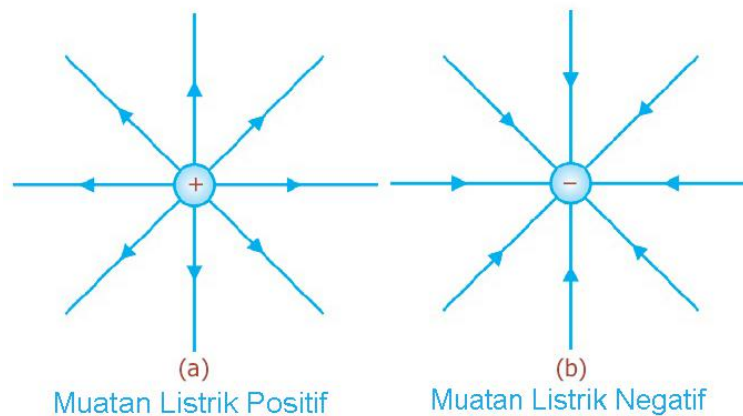 +
−
(a)
(b)
Muatan Listrik Positif
Muatan Listrik Negatif